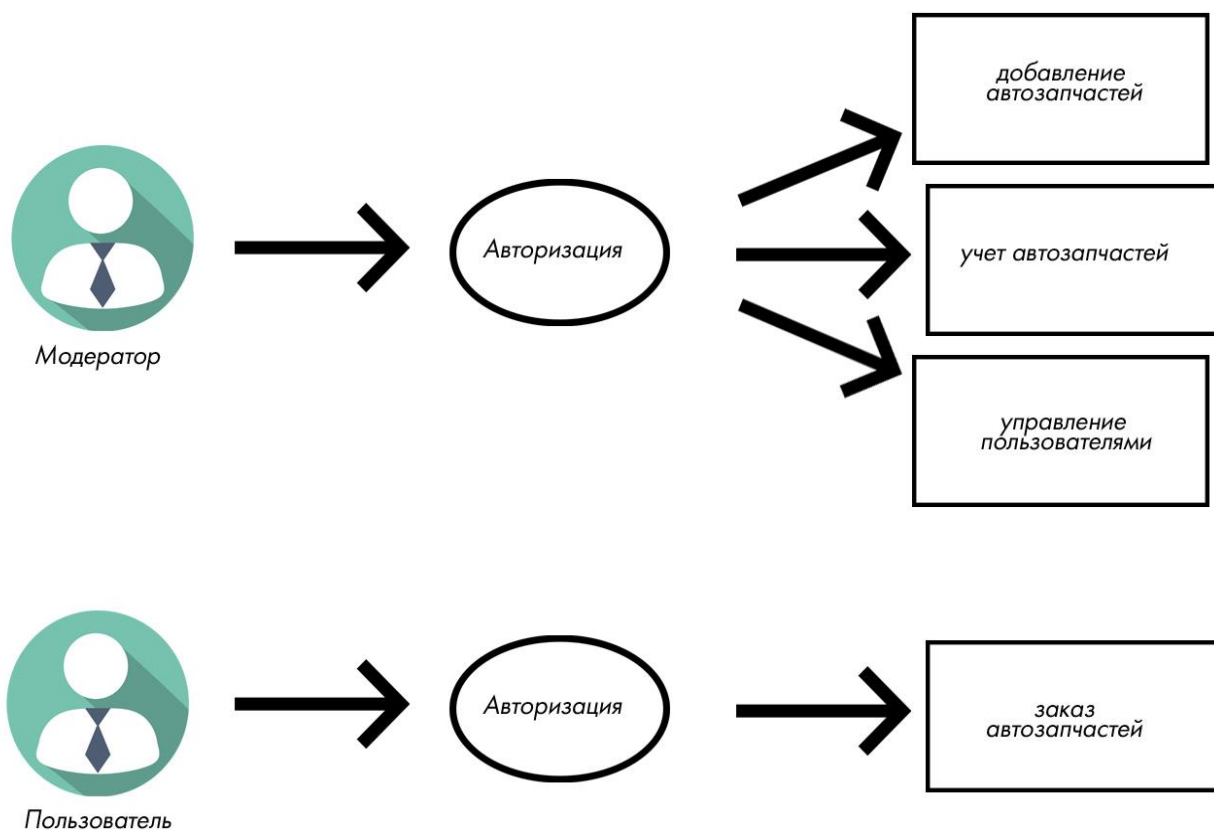 добавление
автозапчастей
Авторизация
учет автозапчастей
Модератор
управление
пользователями
Авторизация
заказ
автозапчастей
Пользователь